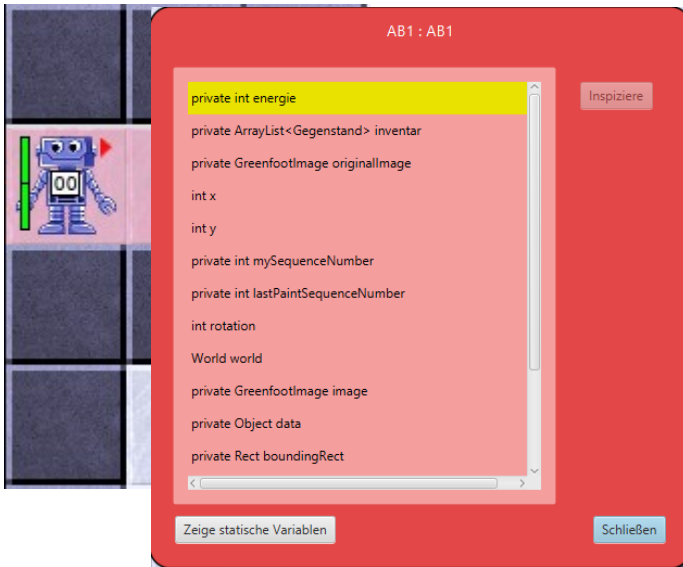 AB1 : AB1
private int energie
Inspiziere
private ArrayList<Gegenstand> inventar
private GreenfootImage originalImage
int x
00
int y
private int mySequenceNumber
private int lastPaintSequenceNumber
int rotation
World world
private GreenfootImage image
private Object data
private Rect boundingRect
Zeige statische Variablen
Schließen